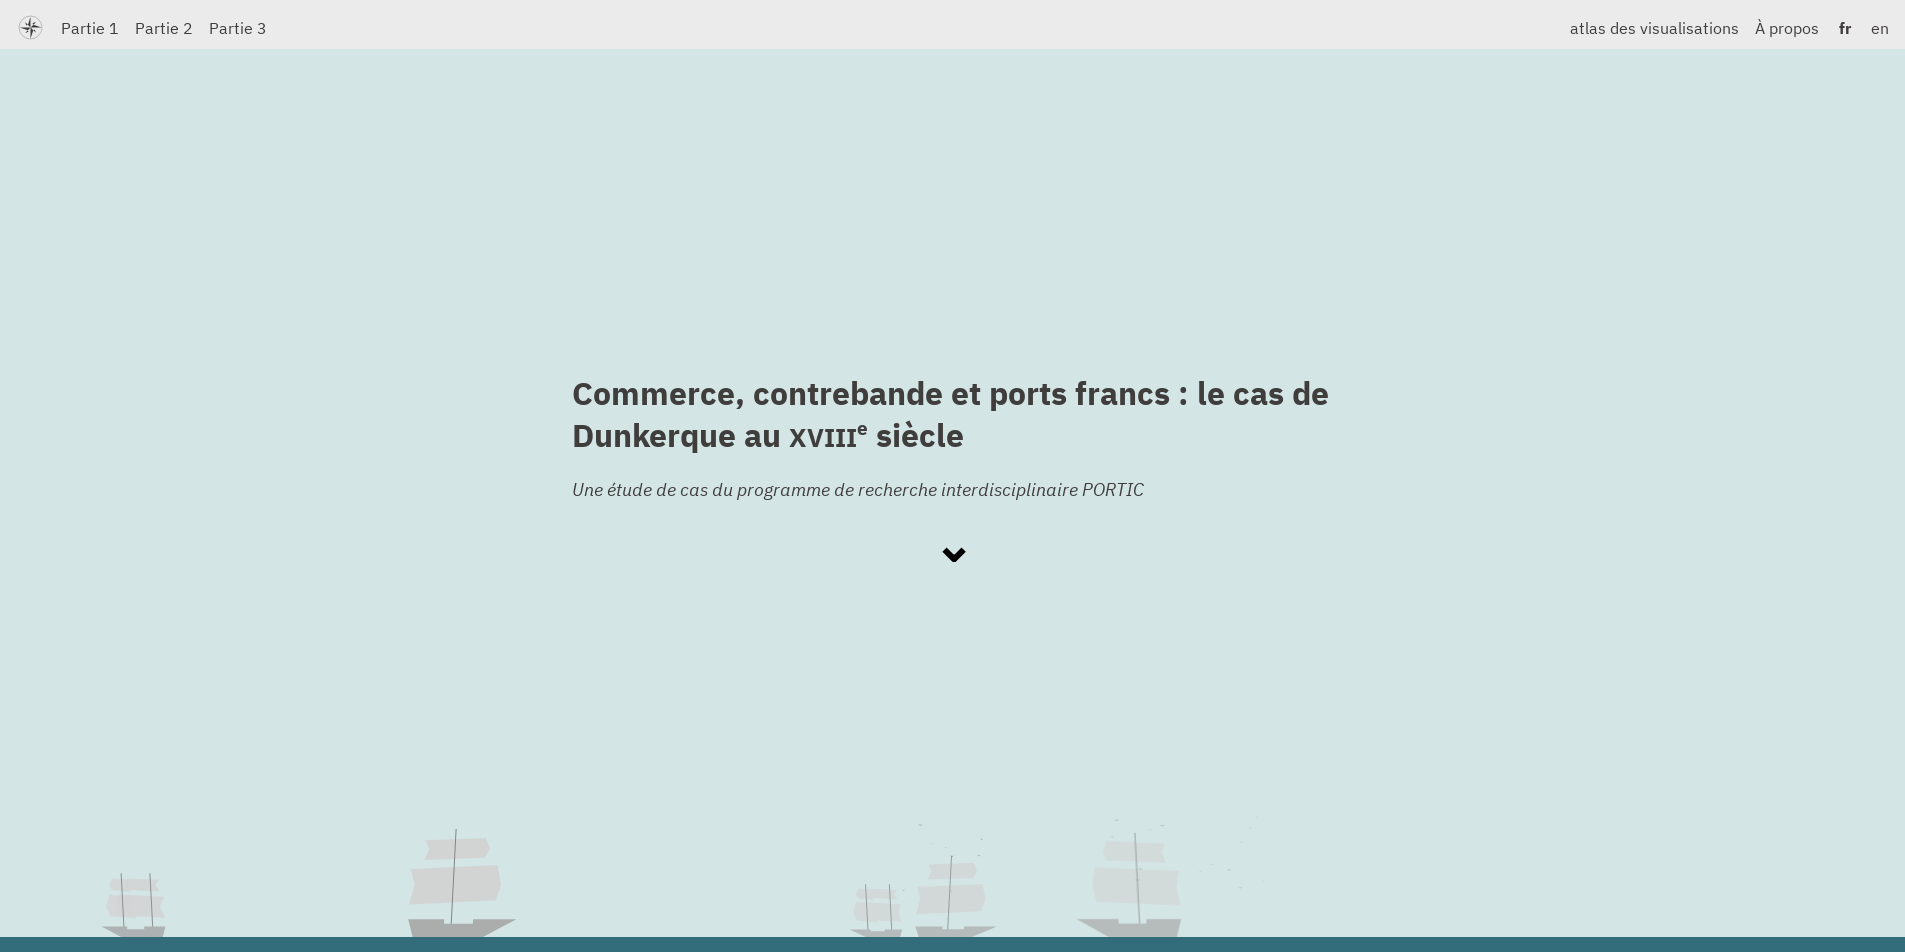 Partie 1 Partie 2 Partie 3 atlas des visualisations À propos fr en
Commerce, contrebande et ports francs : le cas de
Dunkerque au XVIIIe siècle
Une étude de cas du programme de recherche interdisciplinaire PORTIC